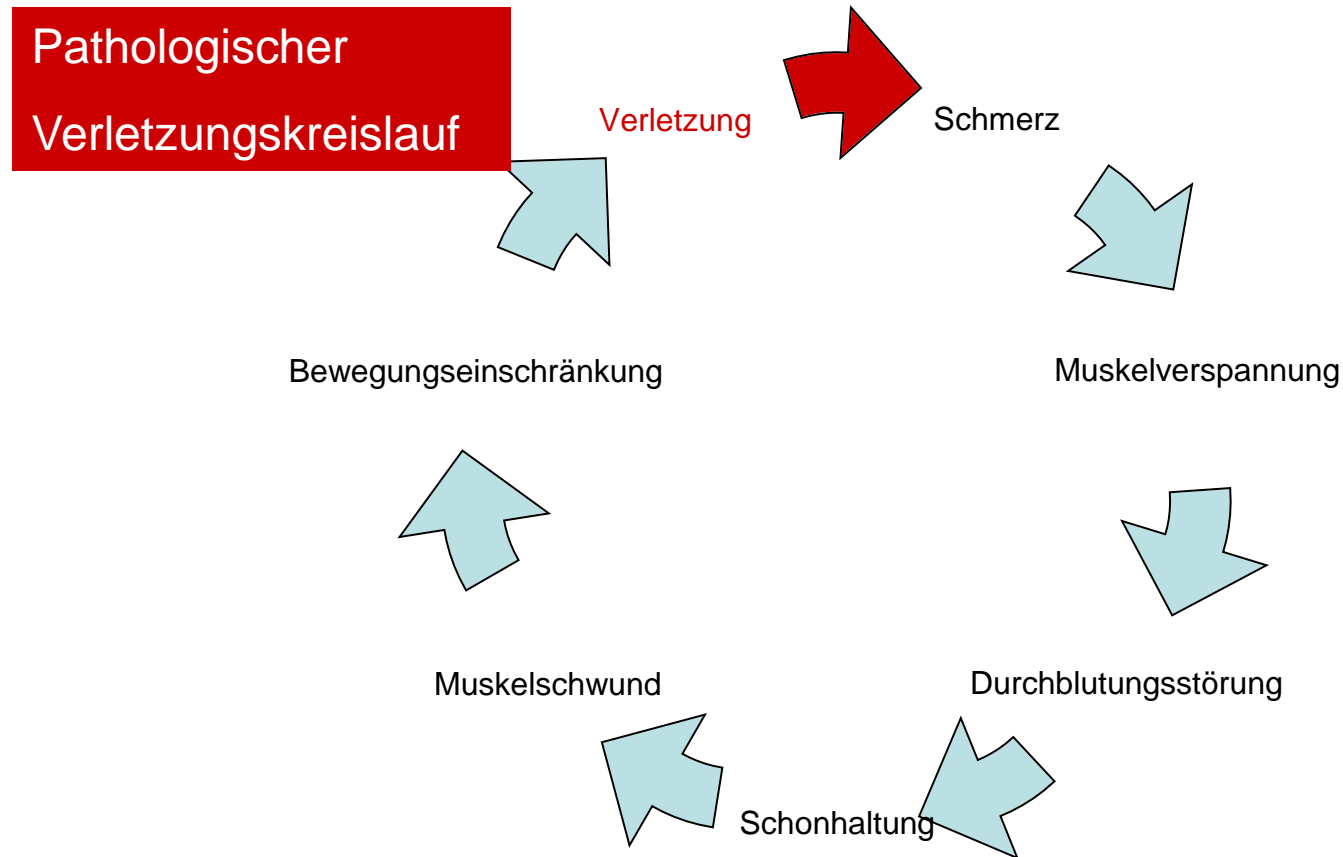 Pathologischer
Verletzungskreislauf
Verletzung
Schmerz
Muskelverspannung
Durchblutungsstörung
Schonhaltung
Muskelschwund
Bewegungseinschränkung